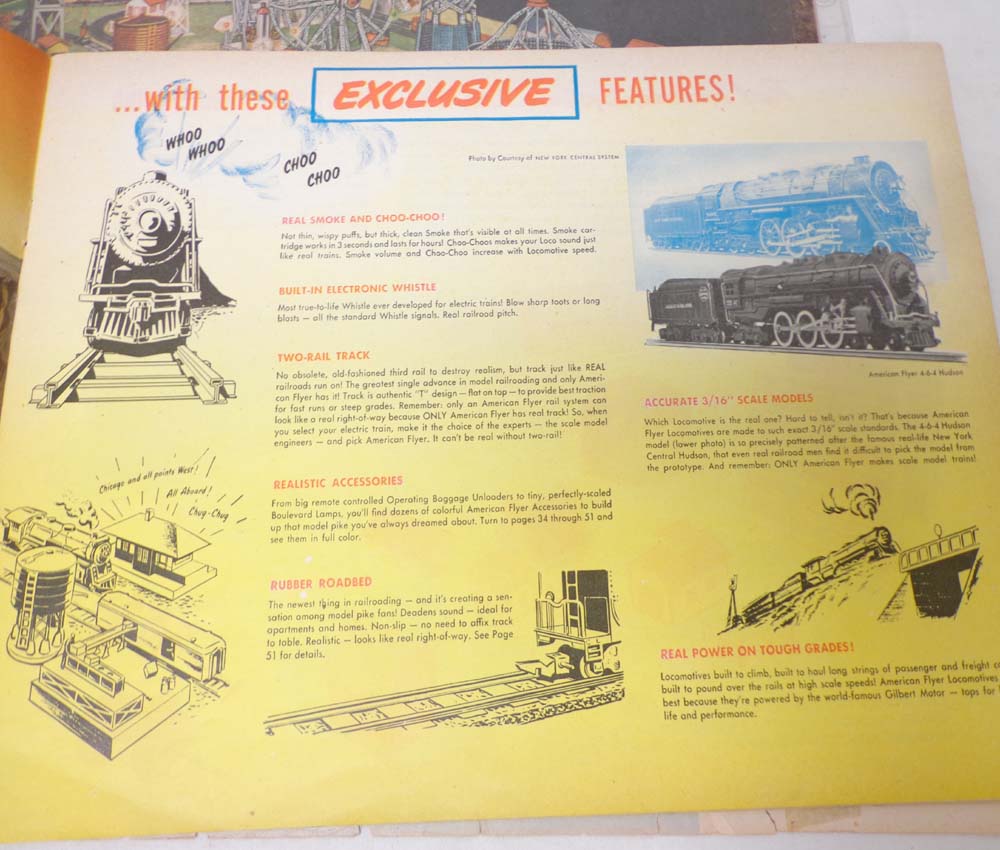 ...with these EXCLUSIVE FEATURES!
WHOO
WHOO
CHOO
CHOO
Photo by Courtesy of NEW YORK CENTRAL SYSTEM
REAL SMOKE AND CHOO-CHOO!
Not thin, wispy puffs, but thick, clean Smoke that's visible at all times. Smoke car-
tridge works in 3 seconds and lasts for hours! Choo-Choos makes your Loco sound just
like real trains. Smoke volume and Choo-Choo increase with Locomotive speed.
BUILT-IN ELECTRONIC WHISTLE
Most true-to-life Whistle ever developed for electric trains! Blow sharp toots or long
blasts — all the standard Whistle signals. Real railroad pitch.
TWO-RAIL TRACK
No obsolete, old-fashioned third rail to destroy realism, but track just like REAL
railroads run on! The greatest single advance in model railroading and only Ameri-
can Flyer has it! Track is authentic "T" design — flat on top — to provide best traction
for fast runs or steep grades. Remember: only an American Flyer rail system can
look like a real right-of-way because ONLY American Flyer has real track! So, when
you select your electric train, make it the choice of the experts — the scale model
engineers — and pick American Flyer. It can't be real without two-rail!
Chicago and all points West!
All Aboard!
Chug-Chug
REALISTIC ACCESSORIES
From big remote controlled Operating Baggage Unloaders to tiny, perfectly-scaled
Boulevard Lamps, you'll find dozens of colorful American Flyer Accessories to build
up that model pike you've always dreamed about. Turn to pages 34 through 51 and
see them in full color.
RUBBER ROADBED
The newest thing in railroading — and it's creating a sen-
sation among model pike fans! Deadens sound — ideal for
apartments and homes. Non-slip — no need to affix track
to table. Realistic — looks like real right-of-way. See Page
51 for details.
American Flyer 4-6-4 Hudson
ACCURATE 3/16" SCALE MODELS
Which Locomotive is the real one? Hard to tell, isn't it? That's because American
Flyer Locomotives are made to such exact 3/16" scale standards. The 4-6-4 Hudson
model (lower photo) is so precisely patterned after the famous real-life New York
Central Hudson, that even real railroad men find it difficult to pick the model from
the prototype. And remember: ONLY American Flyer makes scale model trains!
REAL POWER ON TOUGH GRADES!
Locomotives built to climb, built to haul long strings of passenger and freight
built to pound over the rails at high scale speeds! American Flyer Locomotives
best because they're powered by the world-famous Gilbert Motor — tops for
life and performance.